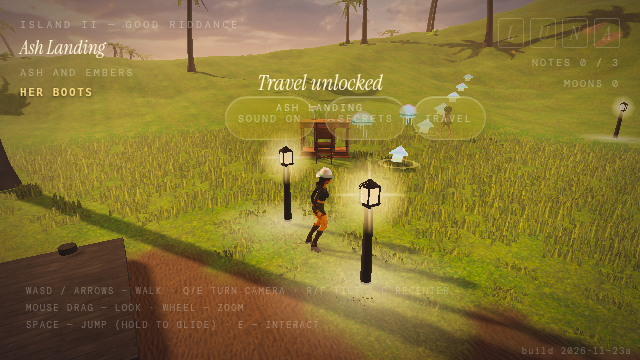 ISLAND II — GOOD RIDDANCE
Ash Landing
ASH AND EMBERS
HER BOOTS
L U N A
NOTES 0 / 3
MOONS 0
Travel unlocked
ASH LANDING
SOUND ON
SECRETS
TRAVEL
WASD / ARROWS — WALK · Q/E TURN CAMERA · R/F
RECENTER
MOUSE DRAG — LOOK · WHEEL — ZOOM
SPACE — JUMP (HOLD TO GLIDE) · E — INTERACT
build 2026-11-23a